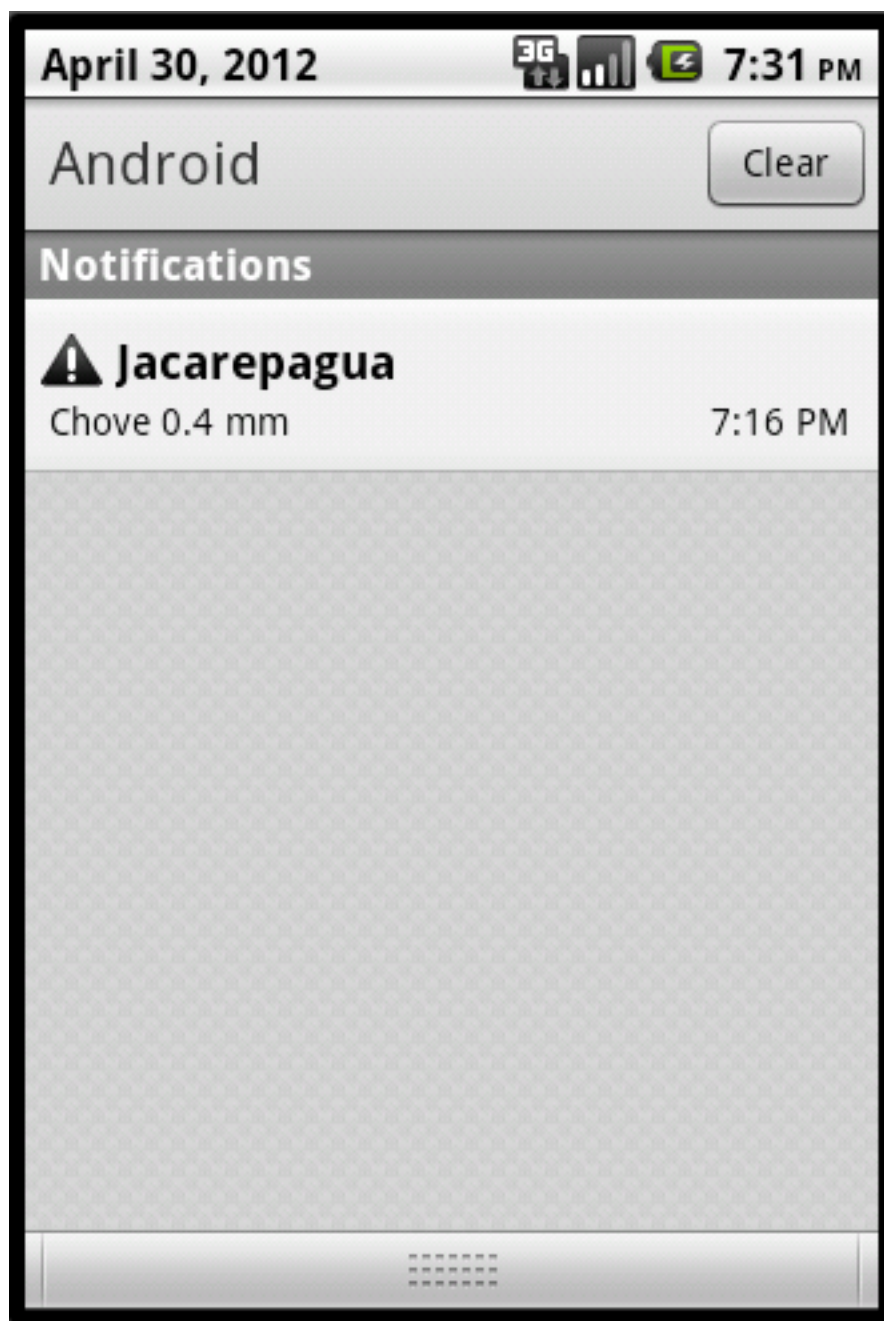 April 30, 2012 3G 7:31 PM
Android Clear
Notifications
Jacarepagua
Chove 0.4 mm 7:16 PM